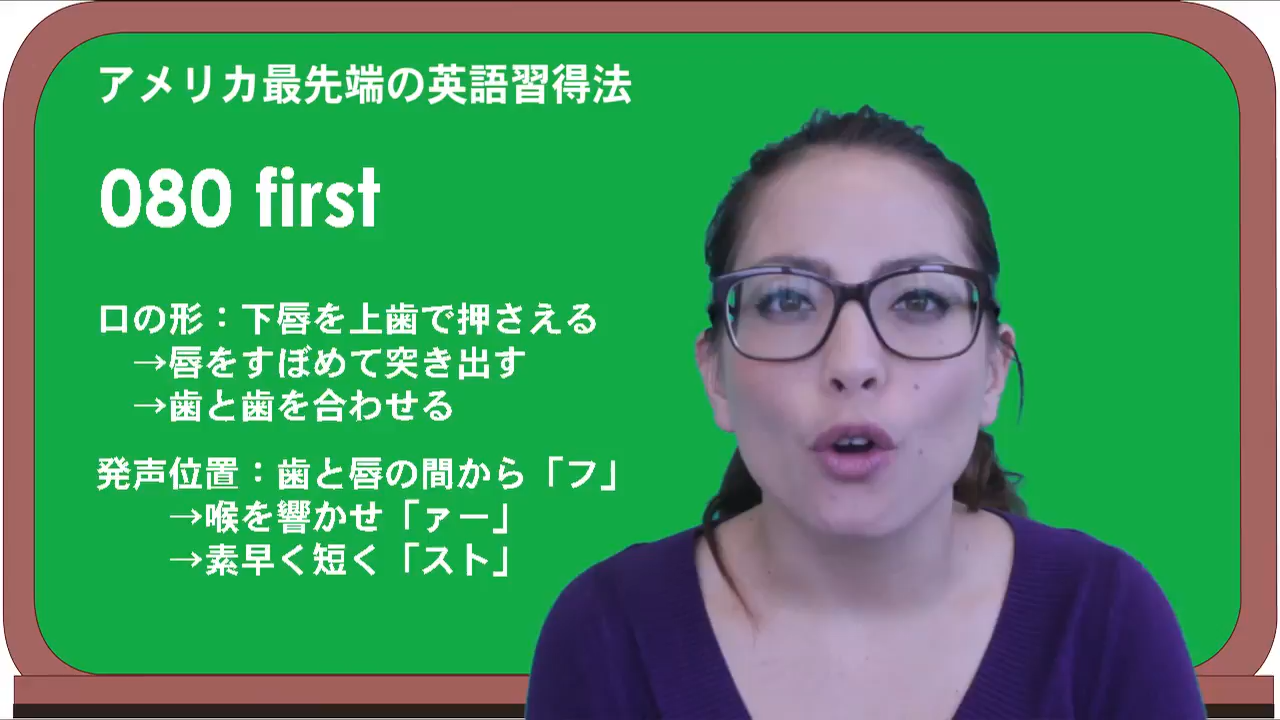 アメリカ最先端の英語習得法
080 first
口の形：下唇を上歯で押さえる
→唇をすぼめて突き出す
→歯と歯を合わせる
発声位置：歯と唇の間から「フ」
→喉を響かせ「ァー」
→素早く短く「スト」